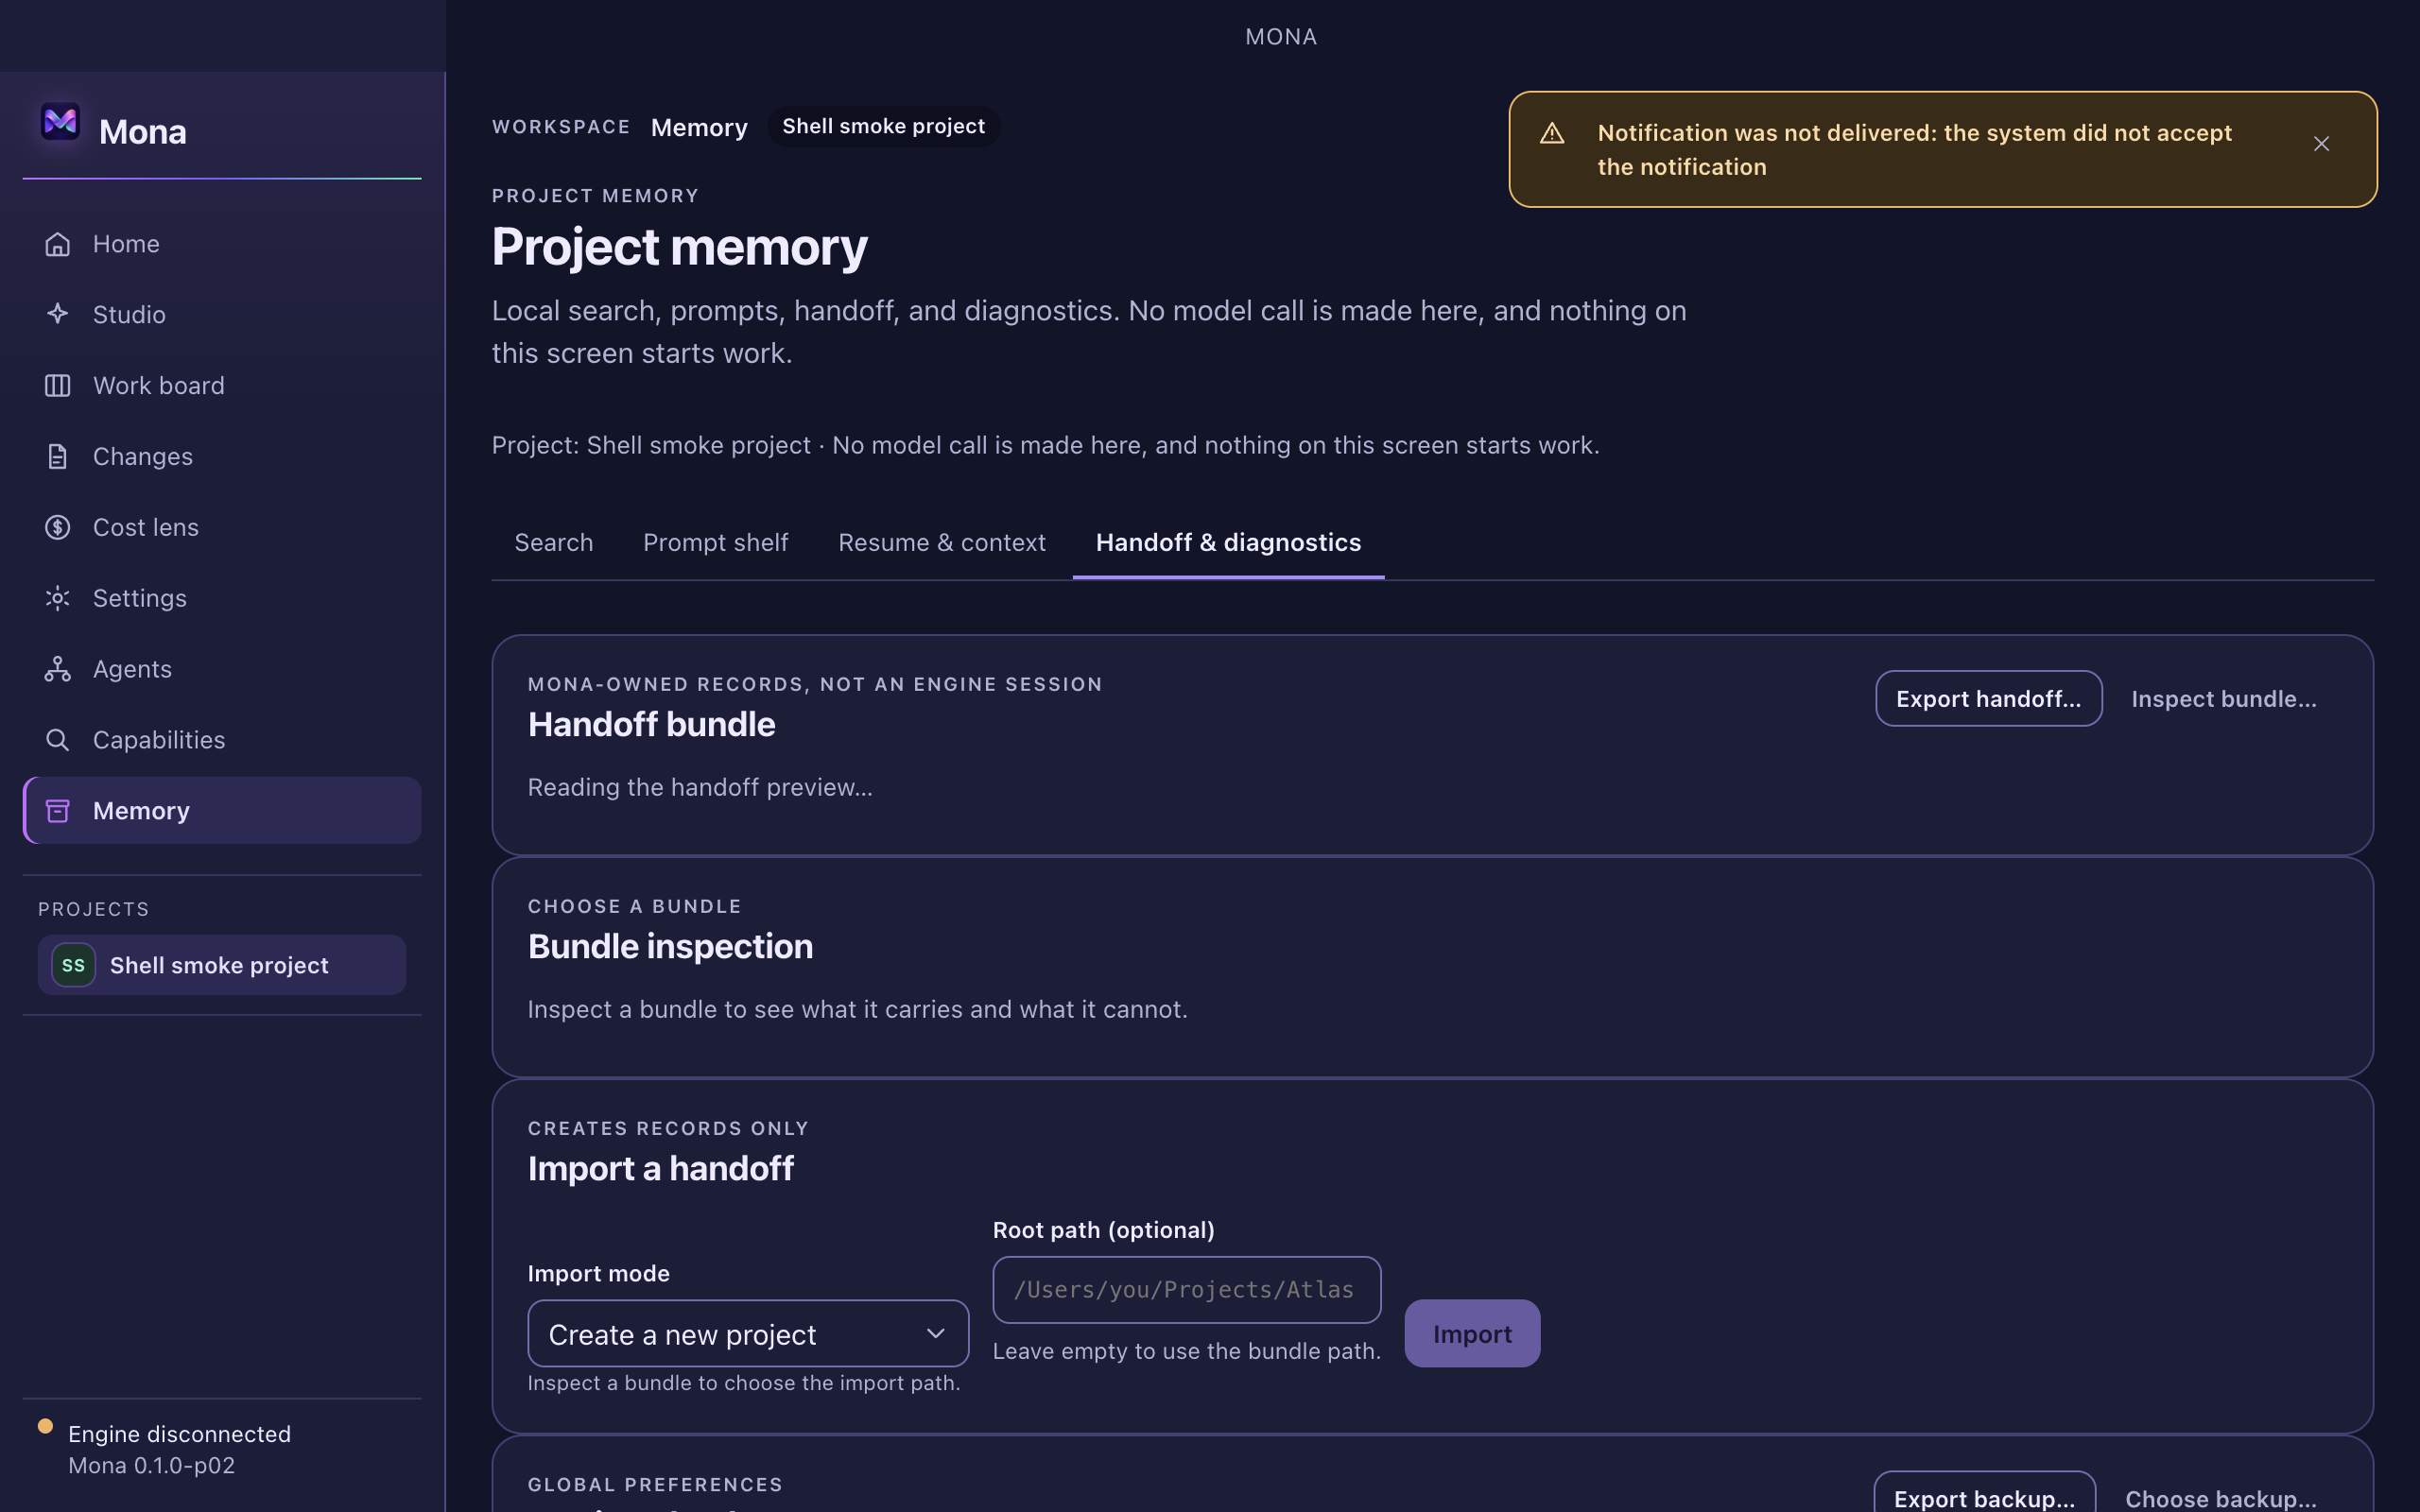 MONA
Mona
Home
Studio
Work board
Changes
Cost lens
Settings
Agents
Capabilities
Memory
PROJECTS
SS Shell smoke project
Engine disconnected
Mona 0.1.0-p02
WORKSPACE Memory Shell smoke project
Notification was not delivered: the system did not accept
the notification
PROJECT MEMORY
Project memory
Local search, prompts, handoff, and diagnostics. No model call is made here, and nothing on
this screen starts work.
Project: Shell smoke project · No model call is made here, and nothing on this screen starts work.
Search Prompt shelf Resume & context Handoff & diagnostics
MONA-OWNED RECORDS, NOT AN ENGINE SESSION
Handoff bundle
Export handoff... Inspect bundle...
Reading the handoff preview...
CHOOSE A BUNDLE
Bundle inspection
Inspect a bundle to see what it carries and what it cannot.
CREATES RECORDS ONLY
Import a handoff
Import mode
Create a new project
Inspect a bundle to choose the import path.
Root path (optional)
/Users/you/Projects/Atlas
Leave empty to use the bundle path.
Import
GLOBAL PREFERENCES
Export backup... Choose backup...